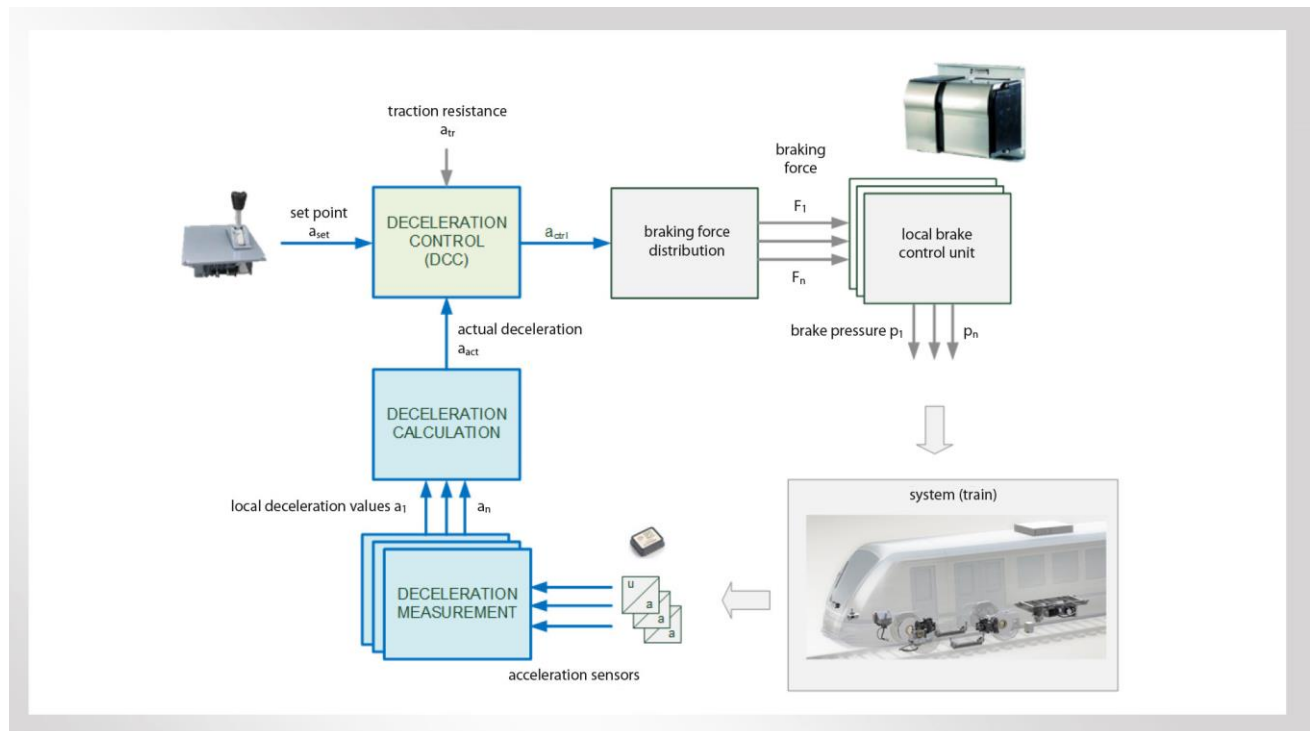 traction resistance
atr
braking
force
set point
aset
DECELERATION
CONTROL
(DCC)
actrl
braking force
distribution
F1
Fn
local brake
control unit
actual deceleration
aact
brake pressure p1
pn
DECELERATION
CALCULATION
local deceleration values a1
an
system (train)
DECELERATION
MEASUREMENT
u
a
a
a
acceleration sensors